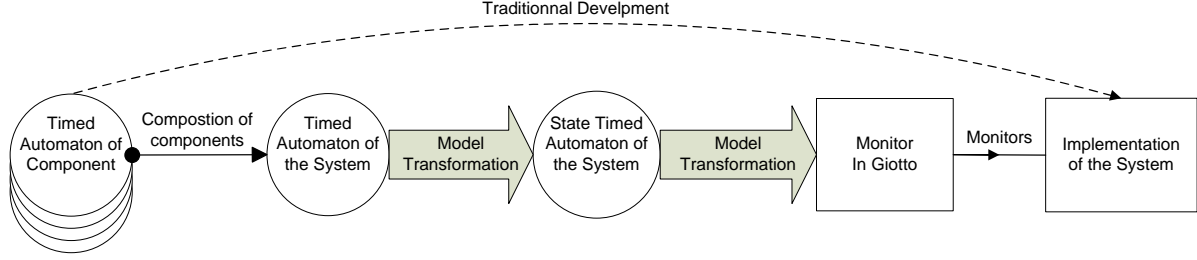 Traditionnal Develpment
Timed
Automaton of
Component
Compostion of
components
Timed
Automaton of
the System
Model
Transformation
State Timed
Automaton of
the System
Model
Transformation
Monitor
In Giotto
Monitors
Implementation
of the System